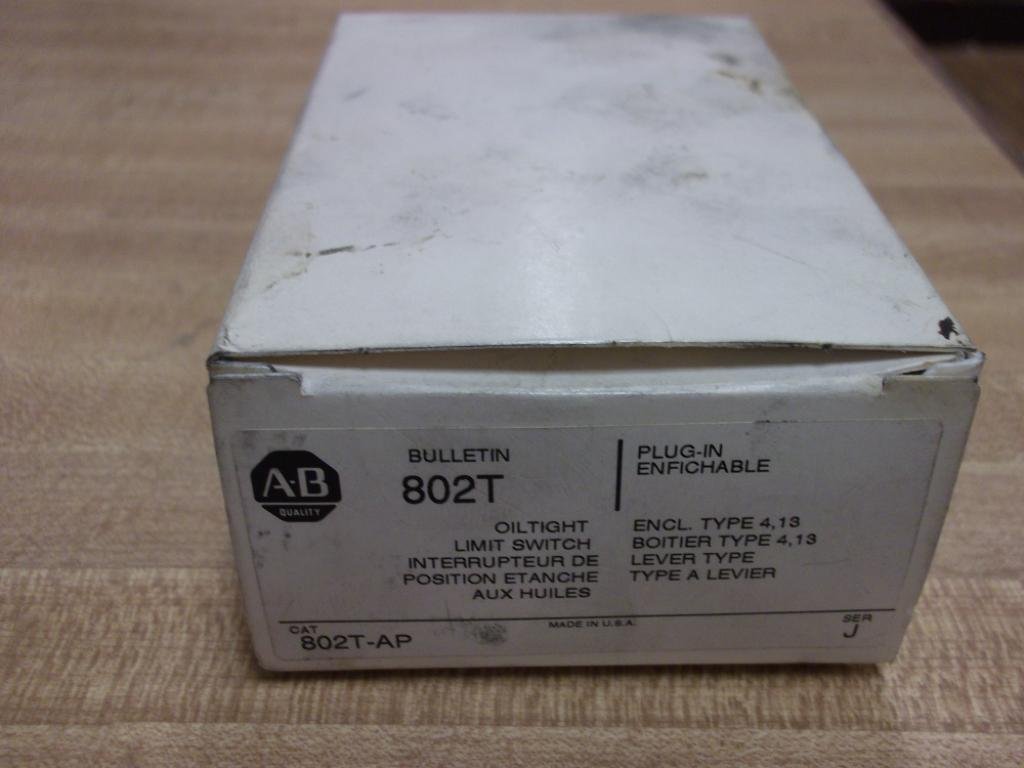 A·B
QUALITY
BULLETIN
802T
PLUG-IN
ENFICHABLE
OILTIGHT
LIMIT SWITCH
INTERRUPTEUR DE
POSITION ETANCHE
AUX HUILES
ENCL. TYPE 4,13
BOITIER TYPE 4,13
LEVER TYPE
TYPE A LEVIER
CAT
802T-AP
MADE IN U.S.A.
SER
J